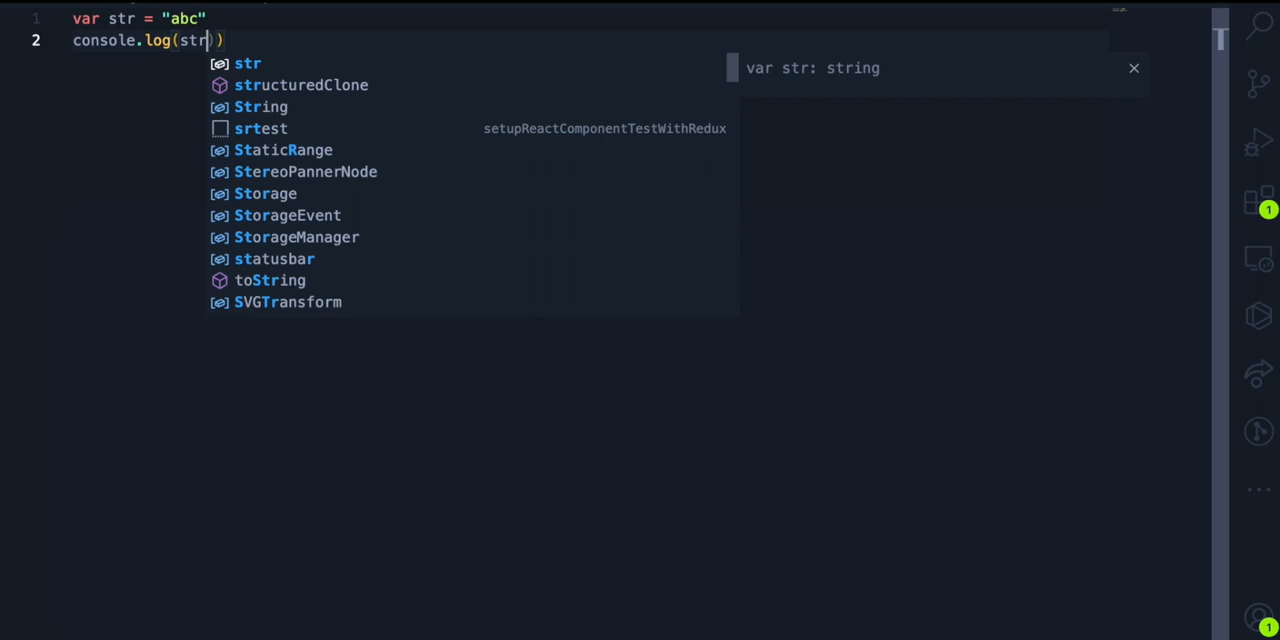 1 var str = "abc"
2 console.log(str))
str
structuredClone
String
srtest setupReactComponentTestWithRedux
StaticRange
StereoPannerNode
Storage
StorageEvent
StorageManager
statusbar
toString
SVGTransform
var str: string
1
1